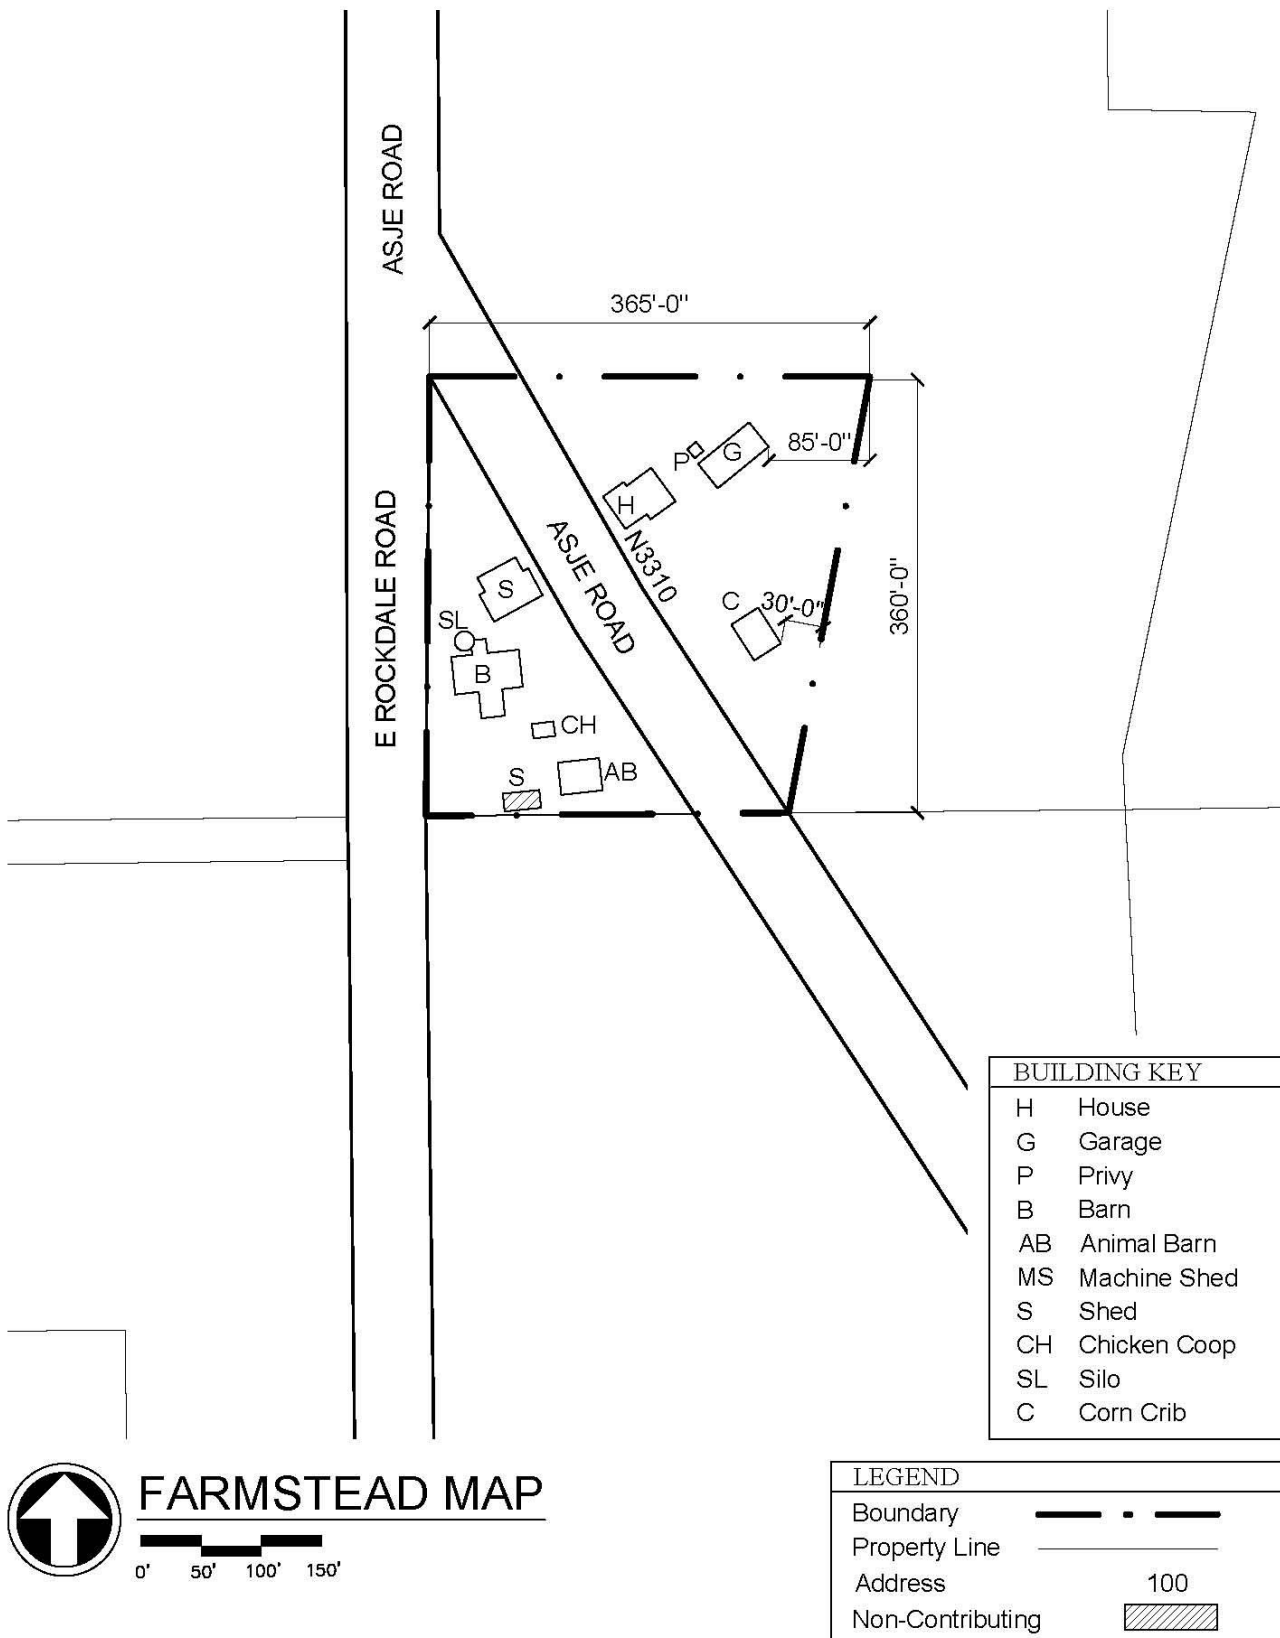 ASJE ROAD
365'-0"
85'-0"
P
G
H
E ROCKDALE ROAD
ASJE ROAD
N3310
360'-0"
S
C
30'-0"
SL
B
CH
S
AB
BUILDING KEY
H House
G Garage
P Privy
B Barn
AB Animal Barn
MS Machine Shed
S Shed
CH Chicken Coop
SL Silo
C Corn Crib
FARMSTEAD MAP
0' 50' 100' 150'
LEGEND
Boundary
Property Line
Address 100
Non-Contributing